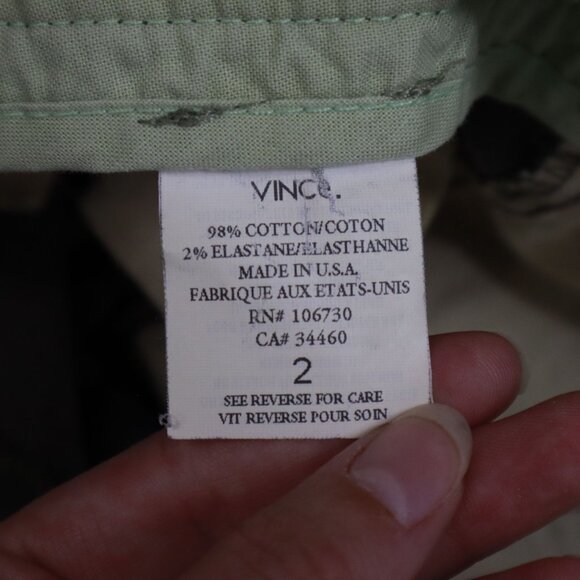 VINCE.
98% COTTON/COTON
2% ELASTANE/ELASTHANNE
MADE IN U.S.A.
FABRIQUE AUX ETATS-UNIS
RN# 106730
CA# 34460
2
SEE REVERSE FOR CARE
VIT REVERSE POUR SOIN